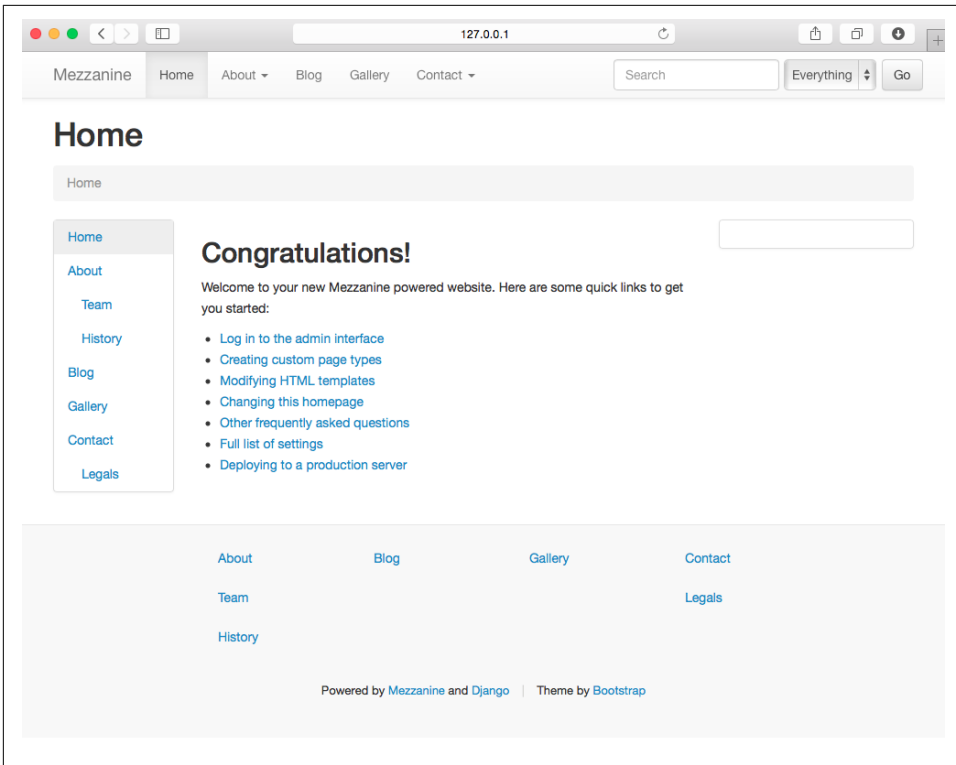 127.0.0.1
Mezzanine Home About Blog Gallery Contact Search Everything Go
Home
Home
Home
About
Team
History
Blog
Gallery
Contact
Legals
Congratulations!
Welcome to your new Mezzanine powered website. Here are some quick links to get
you started:
• Log in to the admin interface
• Creating custom page types
• Modifying HTML templates
• Changing this homepage
• Other frequently asked questions
• Full list of settings
• Deploying to a production server
About Blog Gallery Contact
Team Legals
History
Powered by Mezzanine and Django | Theme by Bootstrap